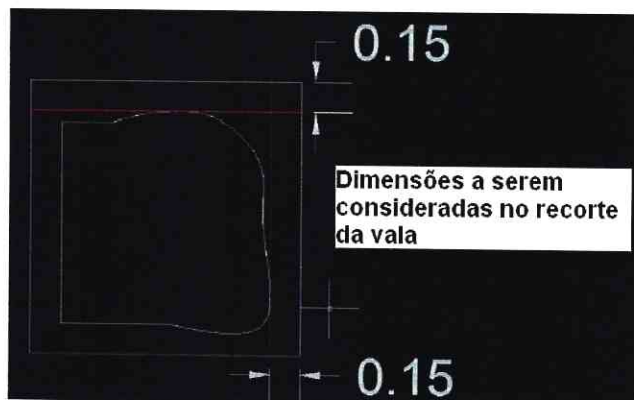 0.15
Dimensões a serem
consideradas no recorte
da vala
0.15